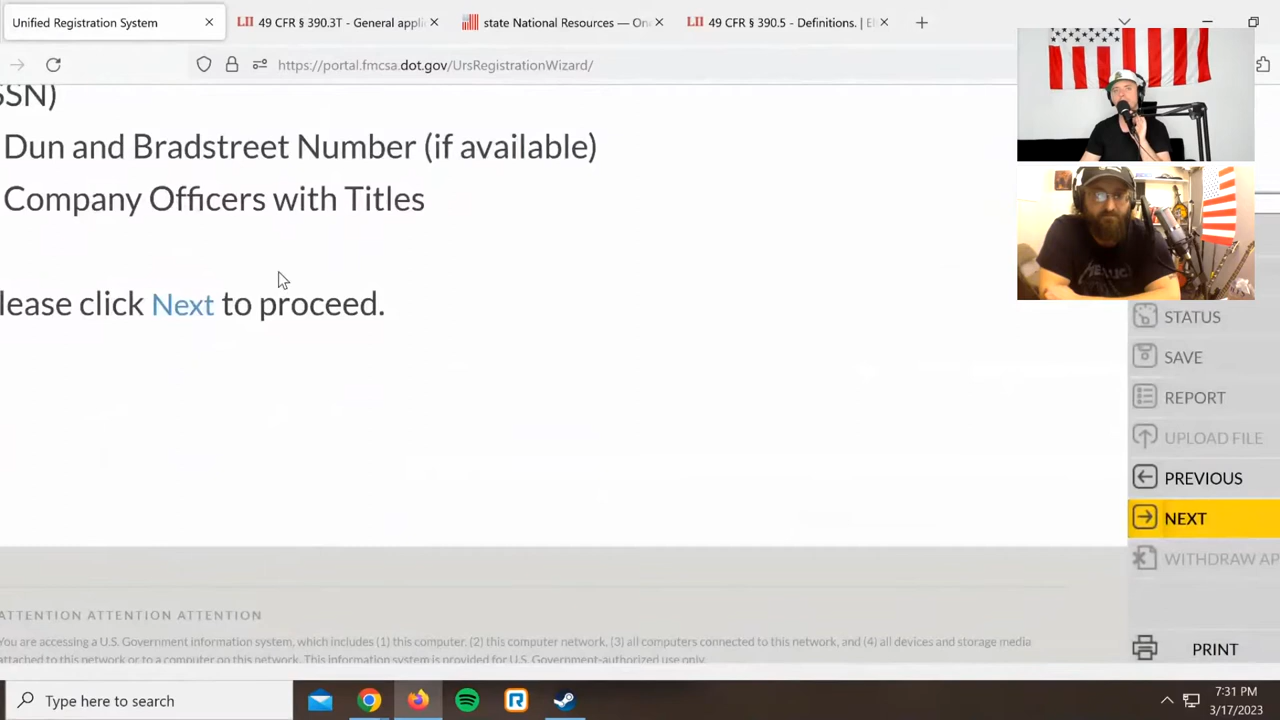 Unified Registration System
LII 49 CFR § 390.3T - General appli
state National Resources — On
LII 49 CFR § 390.5 - Definitions. | El
https://portal.fmcsa.dot.gov/UrsRegistrationWizard/
SSN)
Dun and Bradstreet Number (if available)
Company Officers with Titles
lease click Next to proceed.
STATUS
SAVE
REPORT
UPLOAD FILE
PREVIOUS
NEXT
WITHDRAW AP
ATTENTION ATTENTION ATTENTION
You are accessing a U.S. Government information system, which includes (1) this computer, (2) this computer network, (3) all computers connected to this network, and (4) all devices and storage media
attached to this network or to a computer on this network. This information system is provided for U.S. Government-authorized use only.
PRINT
Type here to search
7:31 PM
3/17/2023